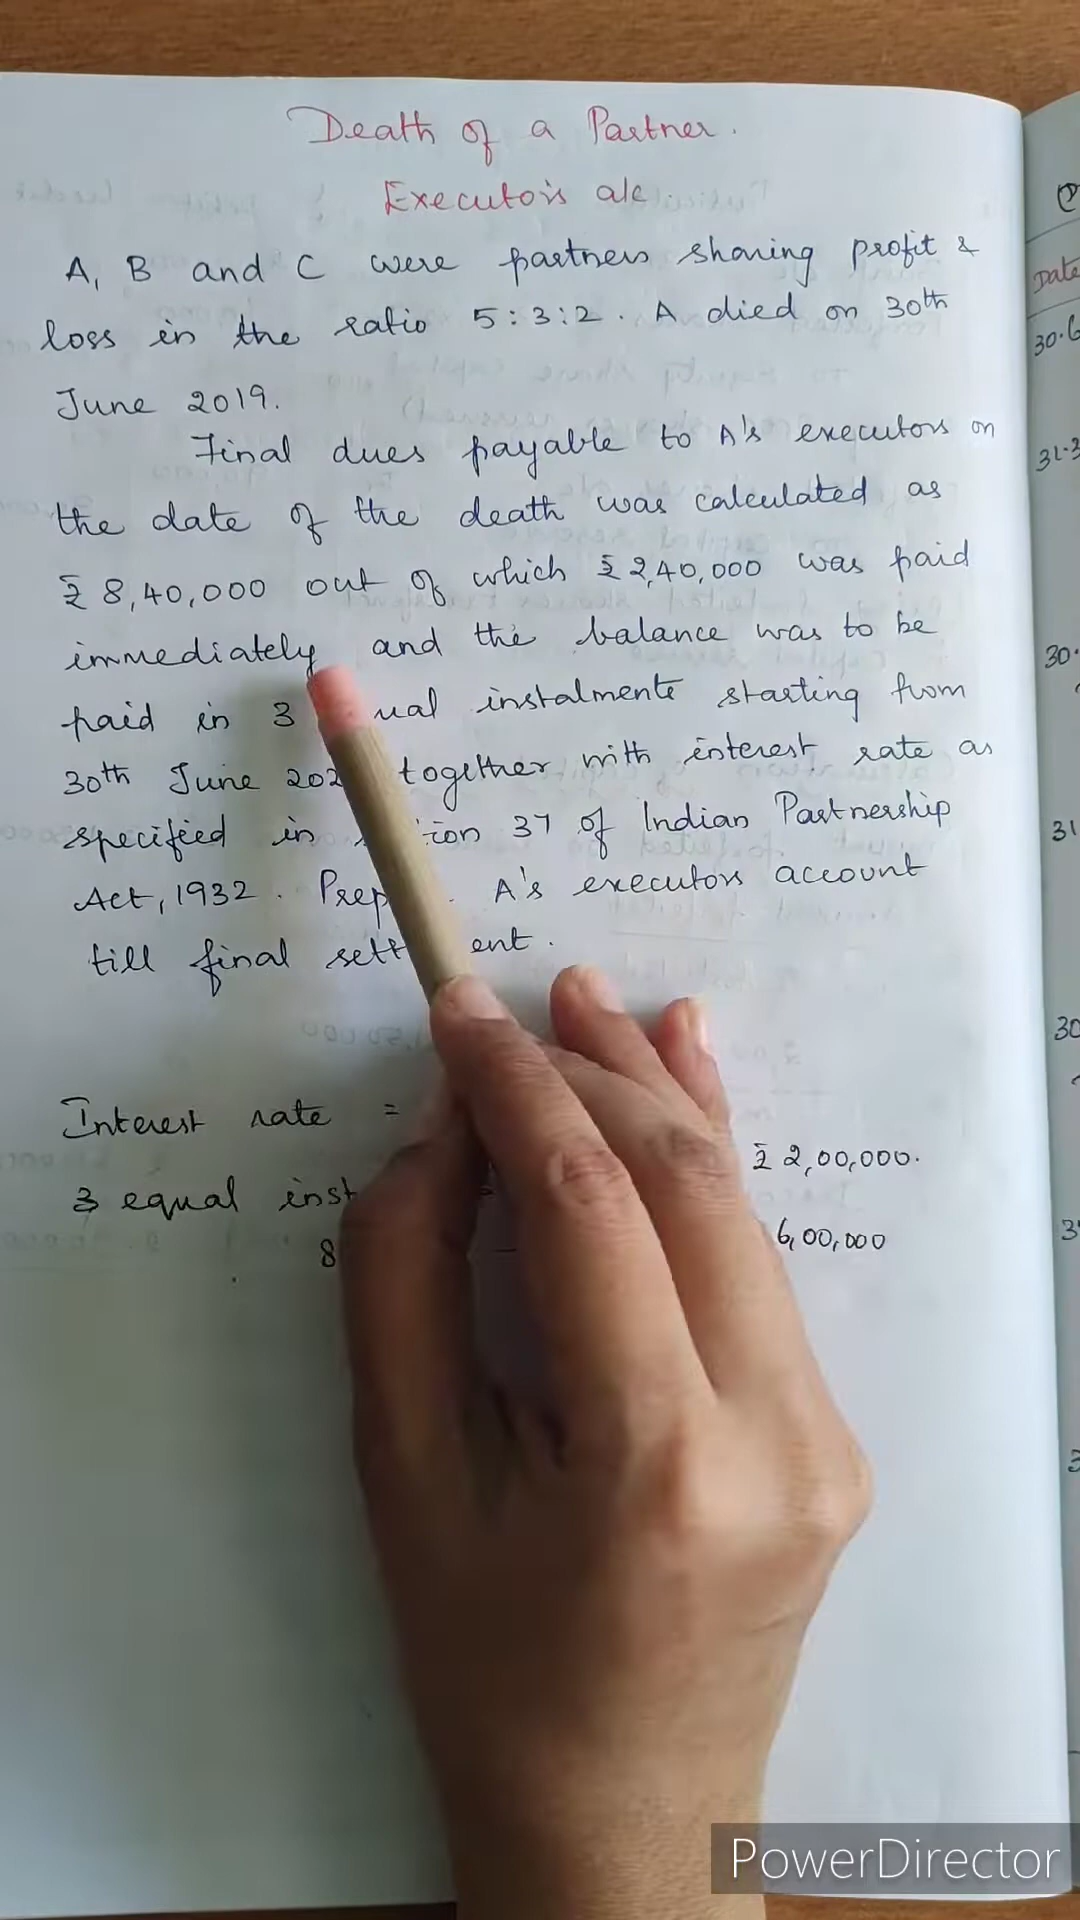 Death of a Partner.
Executors a/c
A, B and C were partners sharing profit &
loss in the ratio 5:3:2. A died on 30th
June 2019.
Final dues payable to A's executors on
the date of the death was calculated as
₹ 8,40,000 out of which ₹ 2,40,000 was paid
immediately and the balance was to be
paid in 3 instalments starting from
30th June together with interest rate as
specified in 37 of Indian Partnership
Act, 1932. A's executors account
till final
Interest rate =
₹ 2,00,000.
3 equal
6,00,000
Date
PowerDirector